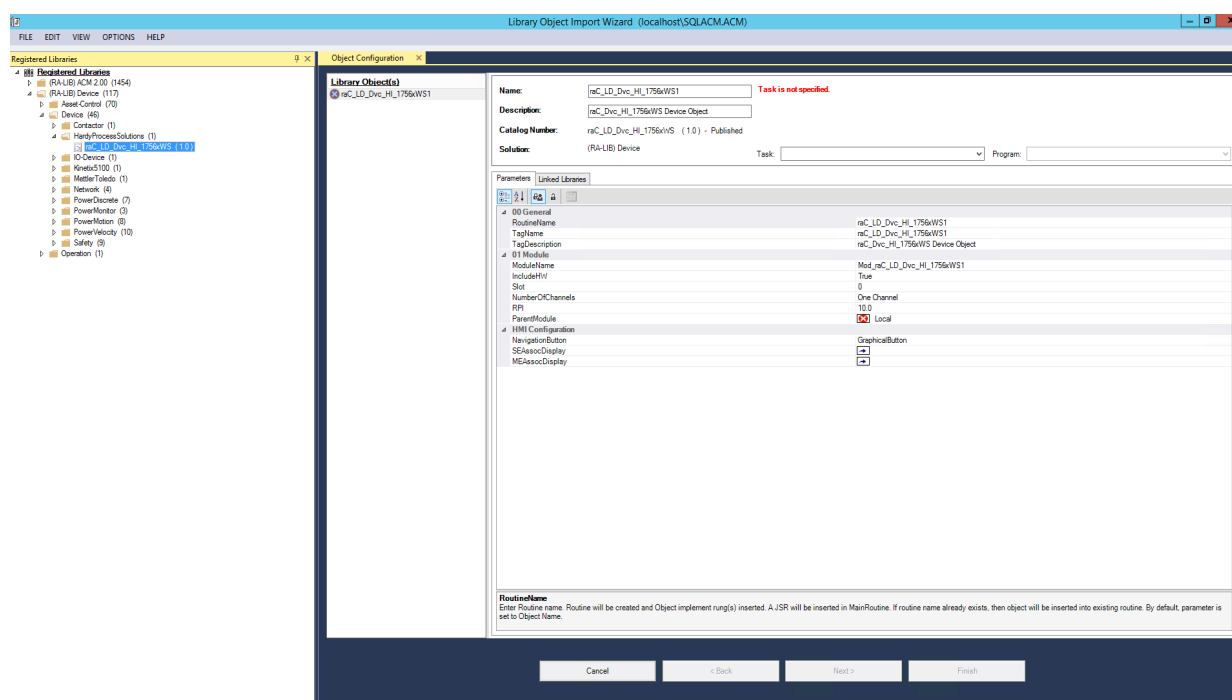 Library Object Import Wizard (localhost\SQLACM.ACM)
FILE EDIT VIEW OPTIONS HELP
Registered Libraries
Registered Libraries
(RA-LIB) ACM 2.00 (1454)
(RA-LIB) Device (117)
Asset-Control (70)
Device (46)
Contactor (1)
HardyProcessSolutions (1)
raC_LD_Dvc_HI_1756xWS (1.0)
IO-Device (1)
Kinetix5100 (1)
MettlerToledo (1)
Network (4)
PowerDiscrete (7)
PowerMonitor (3)
PowerMotion (8)
PowerVelocity (10)
Safety (9)
Operation (1)
Object Configuration
Library Object(s)
raC_LD_Dvc_HI_1756xWS1
Name: raC_LD_Dvc_HI_1756xWS1 Task is not specified.
Description: raC_Dvc_HI_1756xWS Device Object
Catalog Number: raC_LD_Dvc_HI_1756xWS (1.0) - Published
Solution: (RA-LIB) Device Task: Program:
Parameters Linked Libraries
00 General
RoutineName raC_LD_Dvc_HI_1756xWS1
TagName raC_LD_Dvc_HI_1756xWS1
TagDescription raC_Dvc_HI_1756xWS Device Object
01 Module
ModuleName Mod_raC_LD_Dvc_HI_1756xWS1
IncludeHW True
Slot 0
NumberOfChannels One Channel
RPI 10.0
ParentModule Local
HMI Configuration
NavigationButton GraphicalButton
SEAssocDisplay
MEAssocDisplay
RoutineName
Enter Routine name. Routine will be created and Object implement rung(s) inserted. A JSR will be inserted in MainRoutine. If routine name already exists, then object will be inserted into existing routine. By default, parameter is
set to Object Name.
Cancel < Back Next > Finish